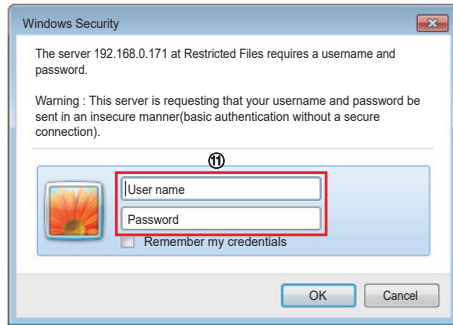 Windows Security
The server 192.168.0.171 at Restricted Files requires a username and
password.
Warning : This server is requesting that your username and password be
sent in an insecure manner(basic authentication without a secure
connection).
⑪
User name
Password
Remember my credentials
OK Cancel